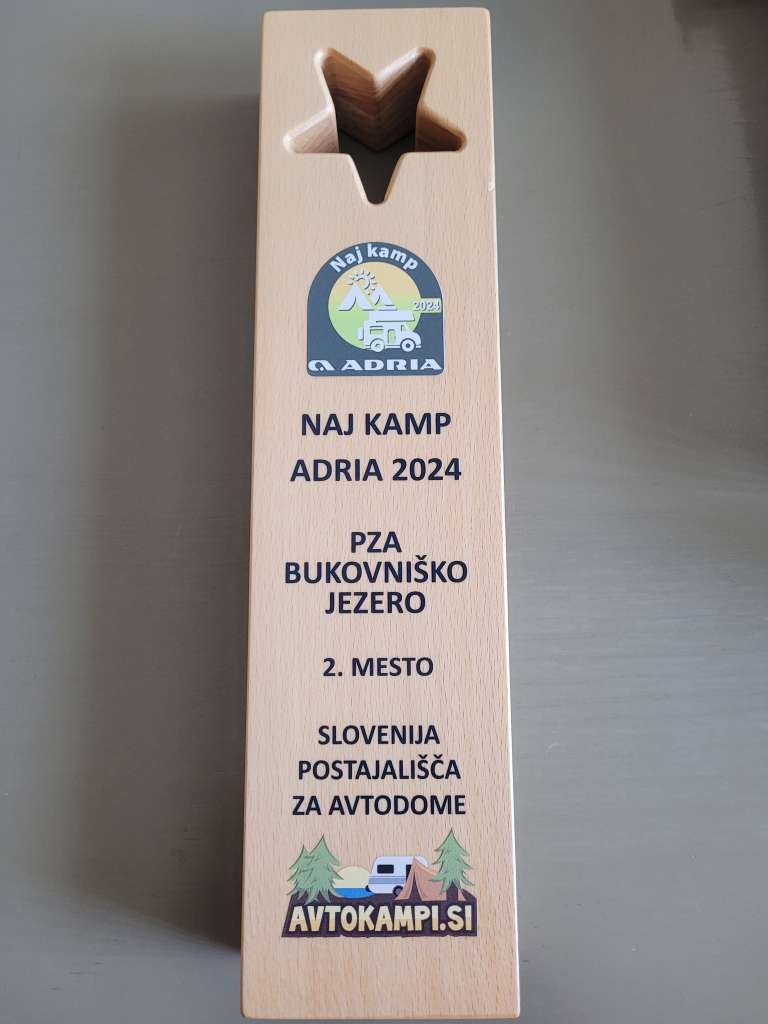 Naj kamp
2024
ADRIA
NAJ KAMP
ADRIA 2024
PZA
BUKOVNIŠKO
JEZERO
2. MESTO
SLOVENIJA
POSTAJALIŠČA
ZA AVTODOME
AVTOKAMPI.SI